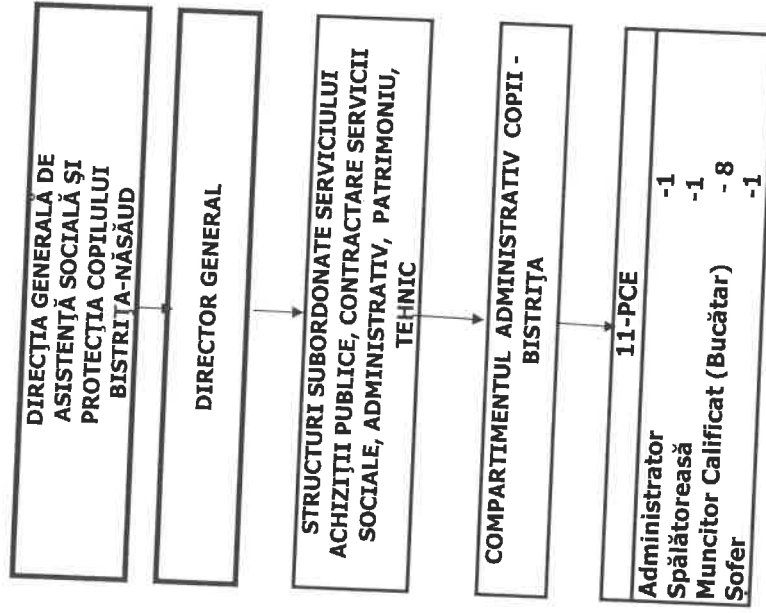 DIRECȚIA GENERALĂ DE
ASISTENȚĂ SOCIALĂ ȘI
PROTECȚIA COPILULUI
BISTRIȚA-NĂSĂUD
DIRECTOR GENERAL
STRUCTURI SUBORDONATE SERVICIULUI
ACHIZIȚII PUBLICE, CONTRACTARE SERVICII
SOCIALE, ADMINISTRATIV, PATRIMONIU,
TEHNIC
COMPARTIMENTUL ADMINISTRATIV COPII -
BISTRIȚA
11-PCE
Administrator -1
Spălătoreasă -1
Muncitor Calificat (Bucătar) - 8
Șofer -1